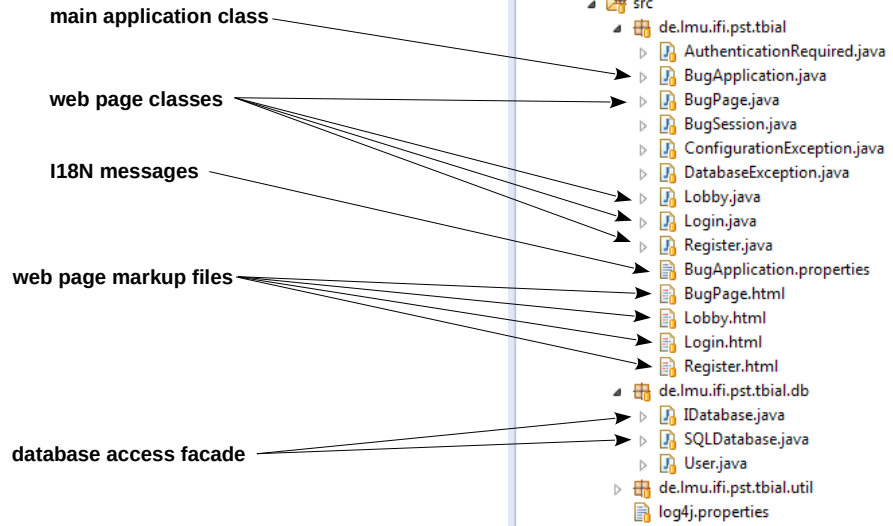 main application class
web page classes
I18N messages
web page markup files
database access facade
src
de.lmu.ifi.pst.tbial
AuthenticationRequired.java
BugApplication.java
BugPage.java
BugSession.java
ConfigurationException.java
DatabaseException.java
Lobby.java
Login.java
Register.java
BugApplication.properties
BugPage.html
Lobby.html
Login.html
Register.html
de.lmu.ifi.pst.tbial.db
IDatabase.java
SQLDatabase.java
User.java
de.lmu.ifi.pst.tbial.util
log4j.properties